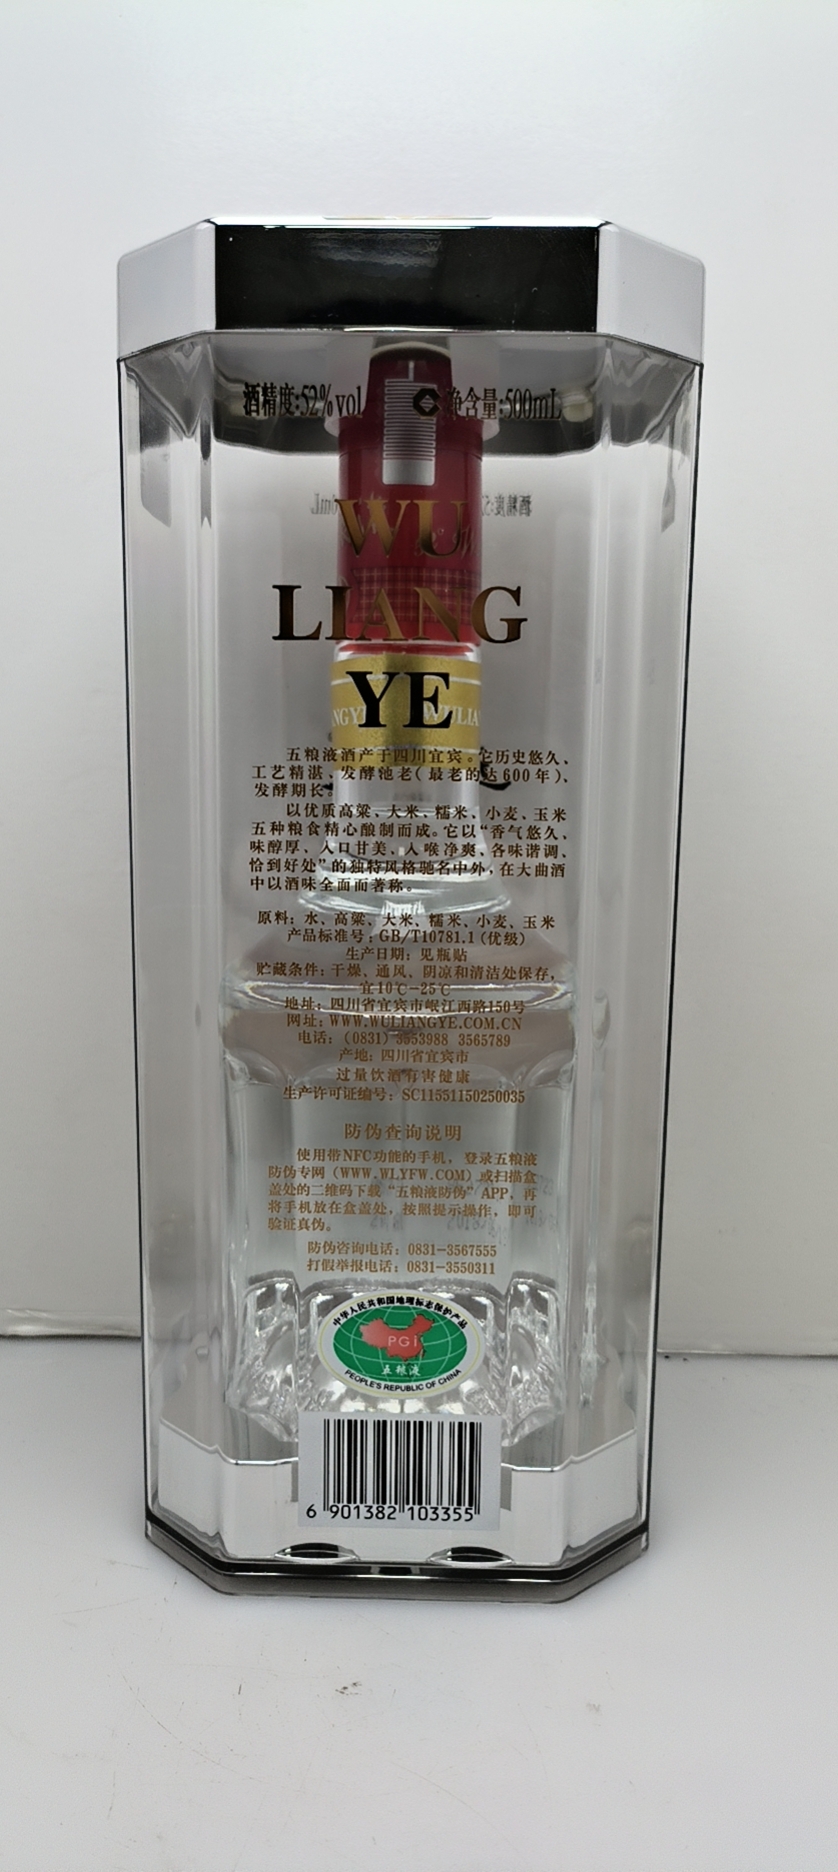 酒精度:52%vol 净含量:500mL
WU
LIANG
YE
五粮液酒产于四川宜宾。它历史悠久、
工艺精湛、发酵池老(最老的达600年)、
发酵期长。
以优质高粱、大米、糯米、小麦、玉米
五种粮食精心酿制而成。它以“香气悠久、
味醇厚、入口甘美、入喉净爽、各味谐调、
恰到好处”的独特风格驰名中外,在大曲酒
中以酒味全面而著称。
原料: 水、高粱、大米、糯米、小麦、玉米
产品标准号: GB/T10781.1 (优级)
生产日期: 见瓶贴
贮藏条件: 干燥、通风、阴凉和清洁处保存,
宜10℃-25℃
地址: 四川省宜宾市岷江西路150号
网址: WWW.WULIANGYE.COM.CN
电话: (0831) 3553988 3565789
产地: 四川省宜宾市
过量饮酒有害健康
生产许可证编号: SC11551150250035
防伪查询说明
使用带NFC功能的手机, 登录五粮液
防伪专网 (WWW.WLYFW.COM) 或扫描盒
盖处的二维码下载“五粮液防伪”APP, 再
将手机放在盒盖处, 按照提示操作, 即可
验证真伪。
防伪咨询电话: 0831-3567555
打假举报电话: 0831-3550311
中华人民共和国地理标志保护产品
PGI
五粮液
PEOPLE'S REPUBLIC OF CHINA
6 901382 103355